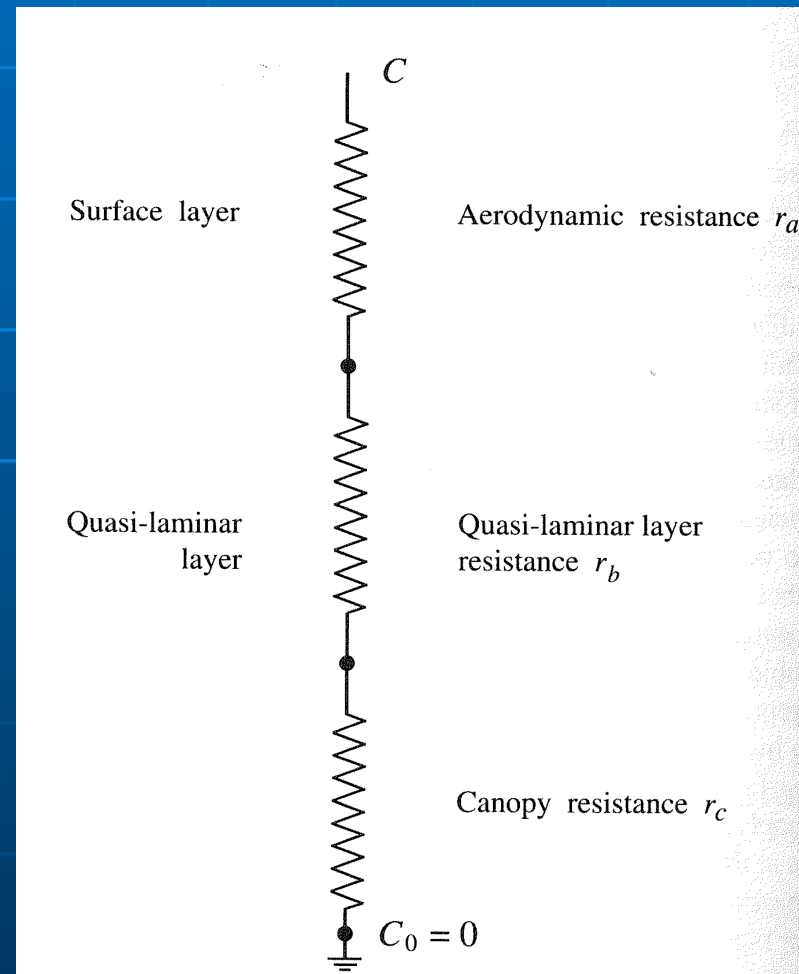 C
Surface layer
Aerodynamic resistance r_a
Quasi-laminar
layer
Quasi-laminar layer
resistance r_b
Canopy resistance r_c
C_0 = 0